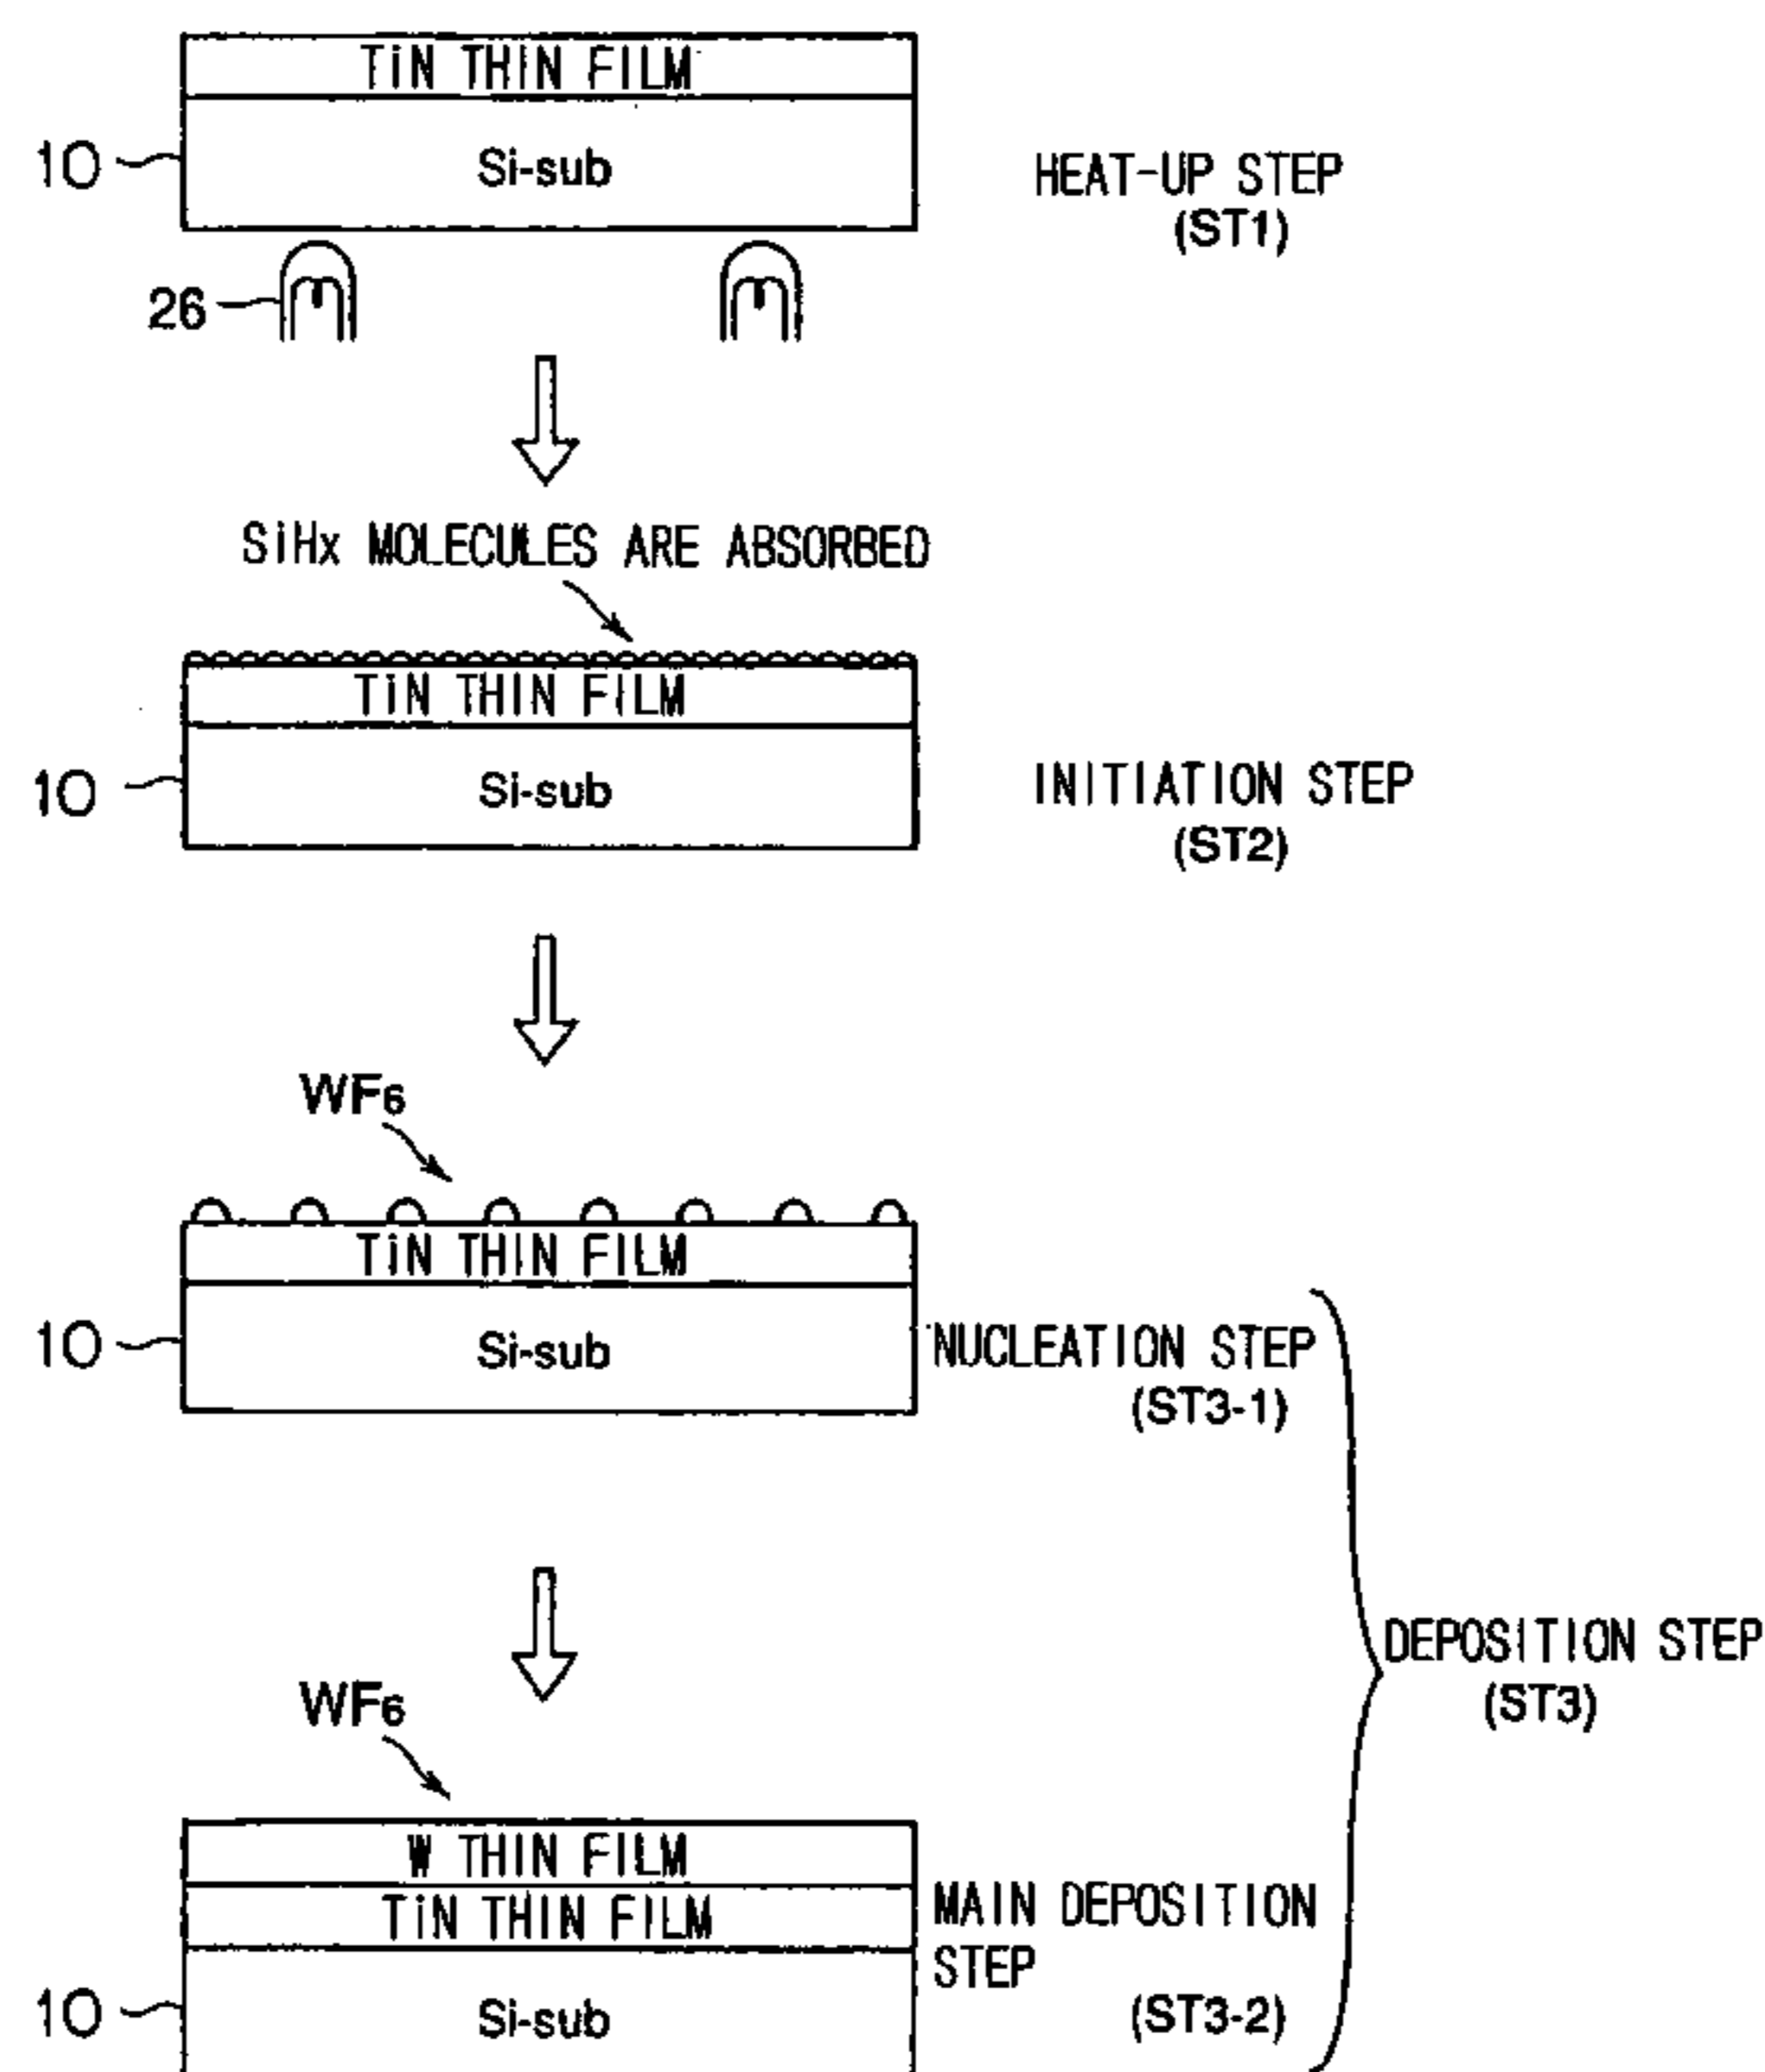 TiN THIN FILM
10
Si-sub
HEAT-UP STEP
(ST1)
26
SiHx MOLECULES ARE ABSORBED
TiN THIN FILM
10
Si-sub
INITIATION STEP
(ST2)
WF6
TiN THIN FILM
10
Si-sub
NUCLEATION STEP
(ST3-1)
DEPOSITION STEP
(ST3)
WF6
W THIN FILM
TiN THIN FILM
MAIN DEPOSITION
STEP
10
Si-sub
(ST3-2)